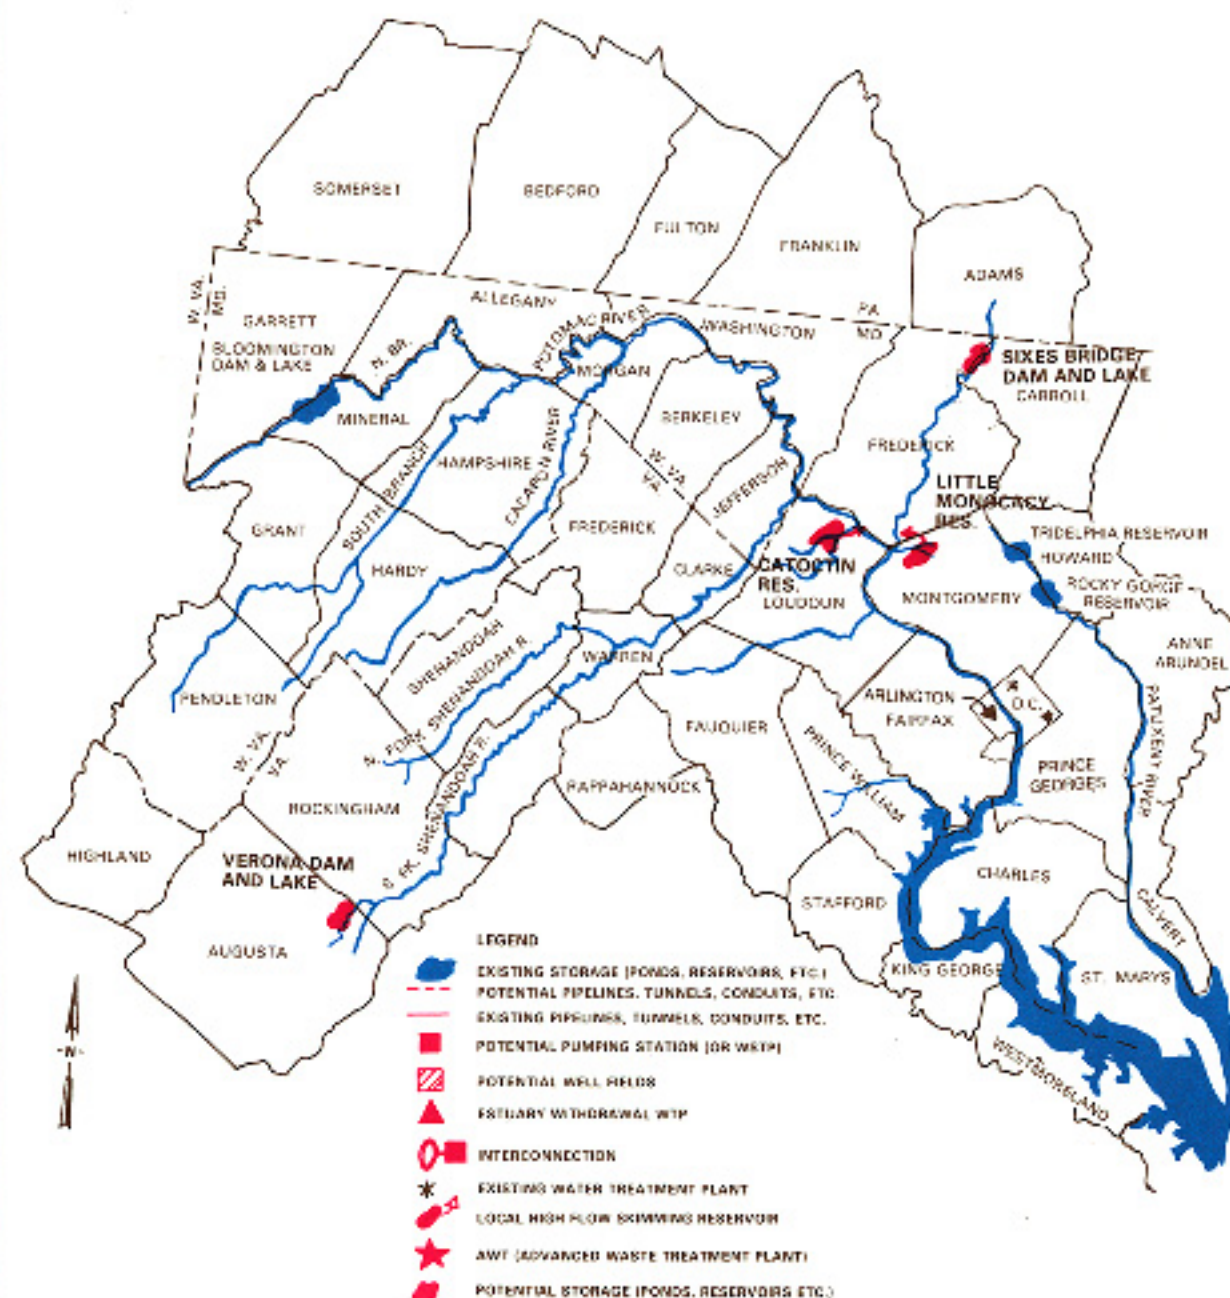 SOMERSET
BEDFORD
FULTON
FRANKLIN
ADAMS
W. VA.
MD.
ALLEGANY
PA
MD
GARRETT
BLOOMINGTON
DAM & LAKE
N. BR.
POTOMAC RIVER
WASHINGTON
MORGAN
SIXES BRIDGE
DAM AND LAKE
CARROLL
MINERAL
BERKELEY
FREDERICK
HAMPSHIRE
SOUTH BRANCH
CACAPON RIVER
W. VA
VA.
JEFFERSON
LITTLE
MONOCACY
RES.
GRANT
FREDERICK
TRIDELPHIA RESERVOIR
HOWARD
HARDY
CLARKE
CATOCTIN
RES.
LOUDOUN
MONTGOMERY
ROCKY GORGE
RESERVOIR
ANNE
ARUNDEL
SHENANDOAH
N. FORK SHENANDOAH R.
WARREN
PENDLETON
ARLINGTON
FAIRFAX
D.C.
FAUQUIER
PRINCE WILLIAM
PATUXENT RIVER
W. VA.
VA.
PRINCE
GEORGES
ROCKINGHAM
S. FK. SHENANDOAH R.
RAPPAHANNOCK
HIGHLAND
VERONA DAM
AND LAKE
CHARLES
STAFFORD
CALVERT
AUGUSTA
KING GEORGE
ST. MARYS
WESTMORELAND
-N-
LEGEND
EXISTING STORAGE (PONDS, RESERVOIRS, ETC.)
POTENTIAL PIPELINES, TUNNELS, CONDUITS, ETC.
EXISTING PIPELINES, TUNNELS, CONDUITS, ETC.
POTENTIAL PUMPING STATION (OR WSTP)
POTENTIAL WELL FIELDS
ESTUARY WITHDRAWAL WTP
INTERCONNECTION
EXISTING WATER TREATMENT PLANT
LOCAL HIGH FLOW SKIMMING RESERVOIR
AWT (ADVANCED WASTE TREATMENT PLANT)
POTENTIAL STORAGE (PONDS, RESERVOIRS ETC.)